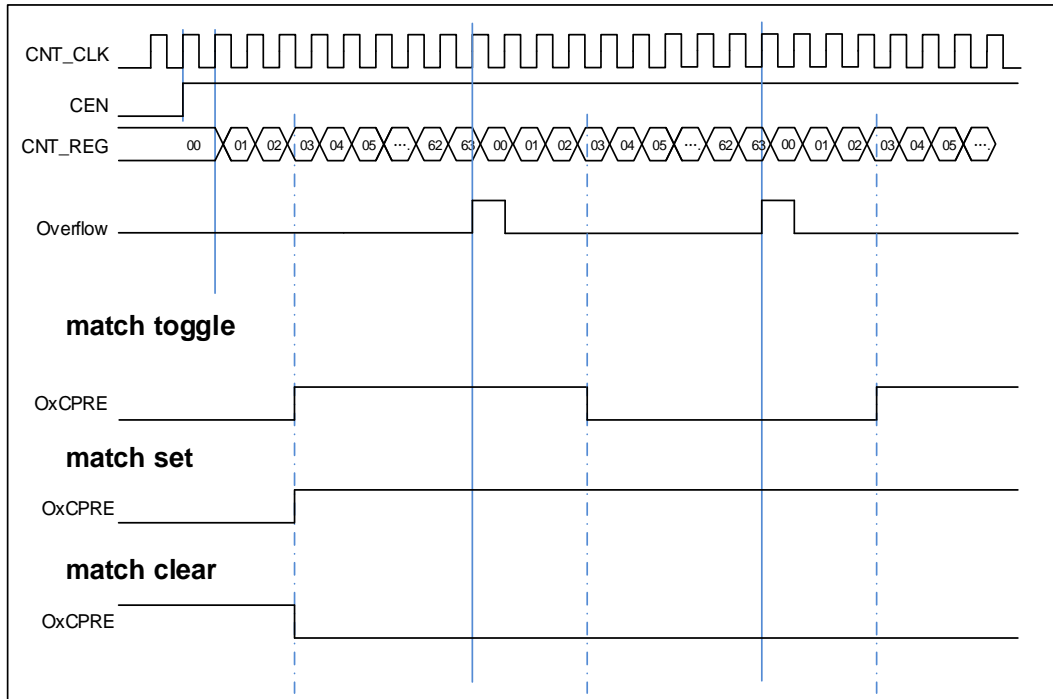 CNT_CLK
CEN
CNT_REG 00 01 02 03 04 05 ... 62 63 00 01 02 03 04 05 ... 62 63 00 01 02 03 04 05 ...
Overflow
match toggle
OxCPRE
match set
OxCPRE
match clear
OxCPRE